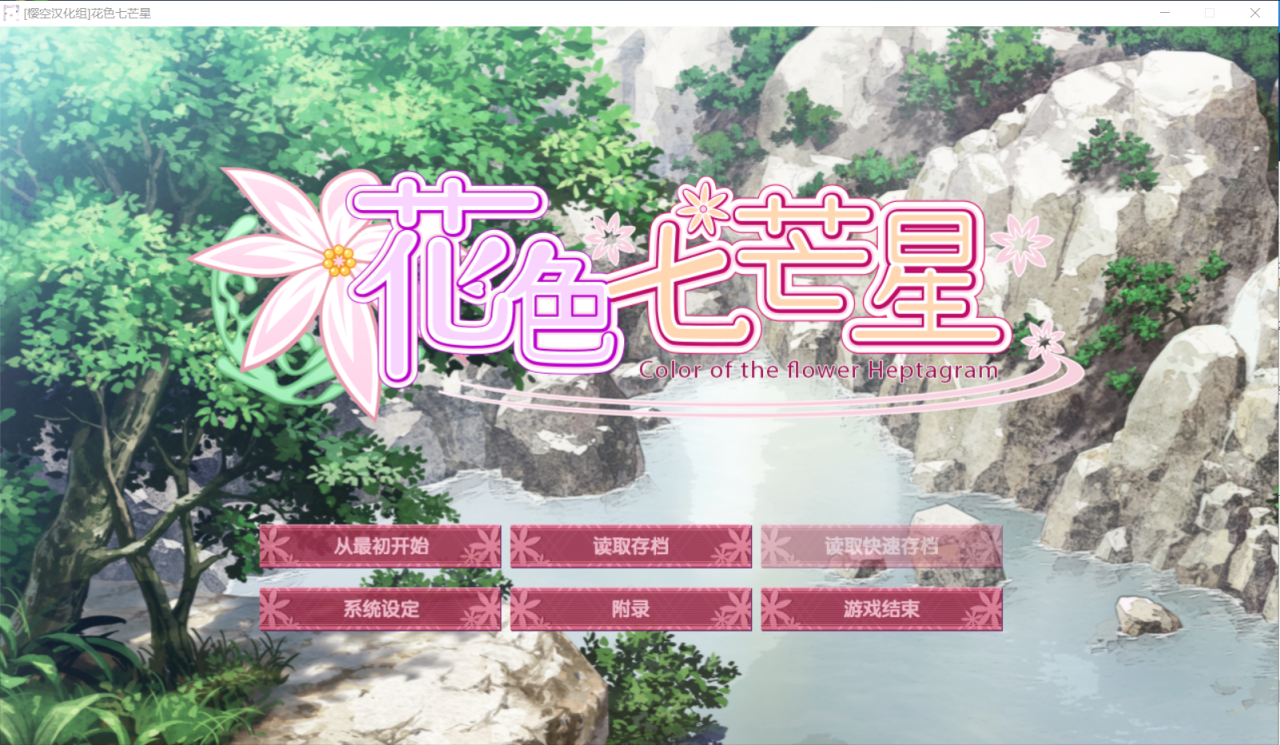 [樱空汉化组]花色七芒星
花色七芒星
Color of the flower Heptagram
从最初开始
读取存档
读取快速存档
系统设定
附录
游戏结束